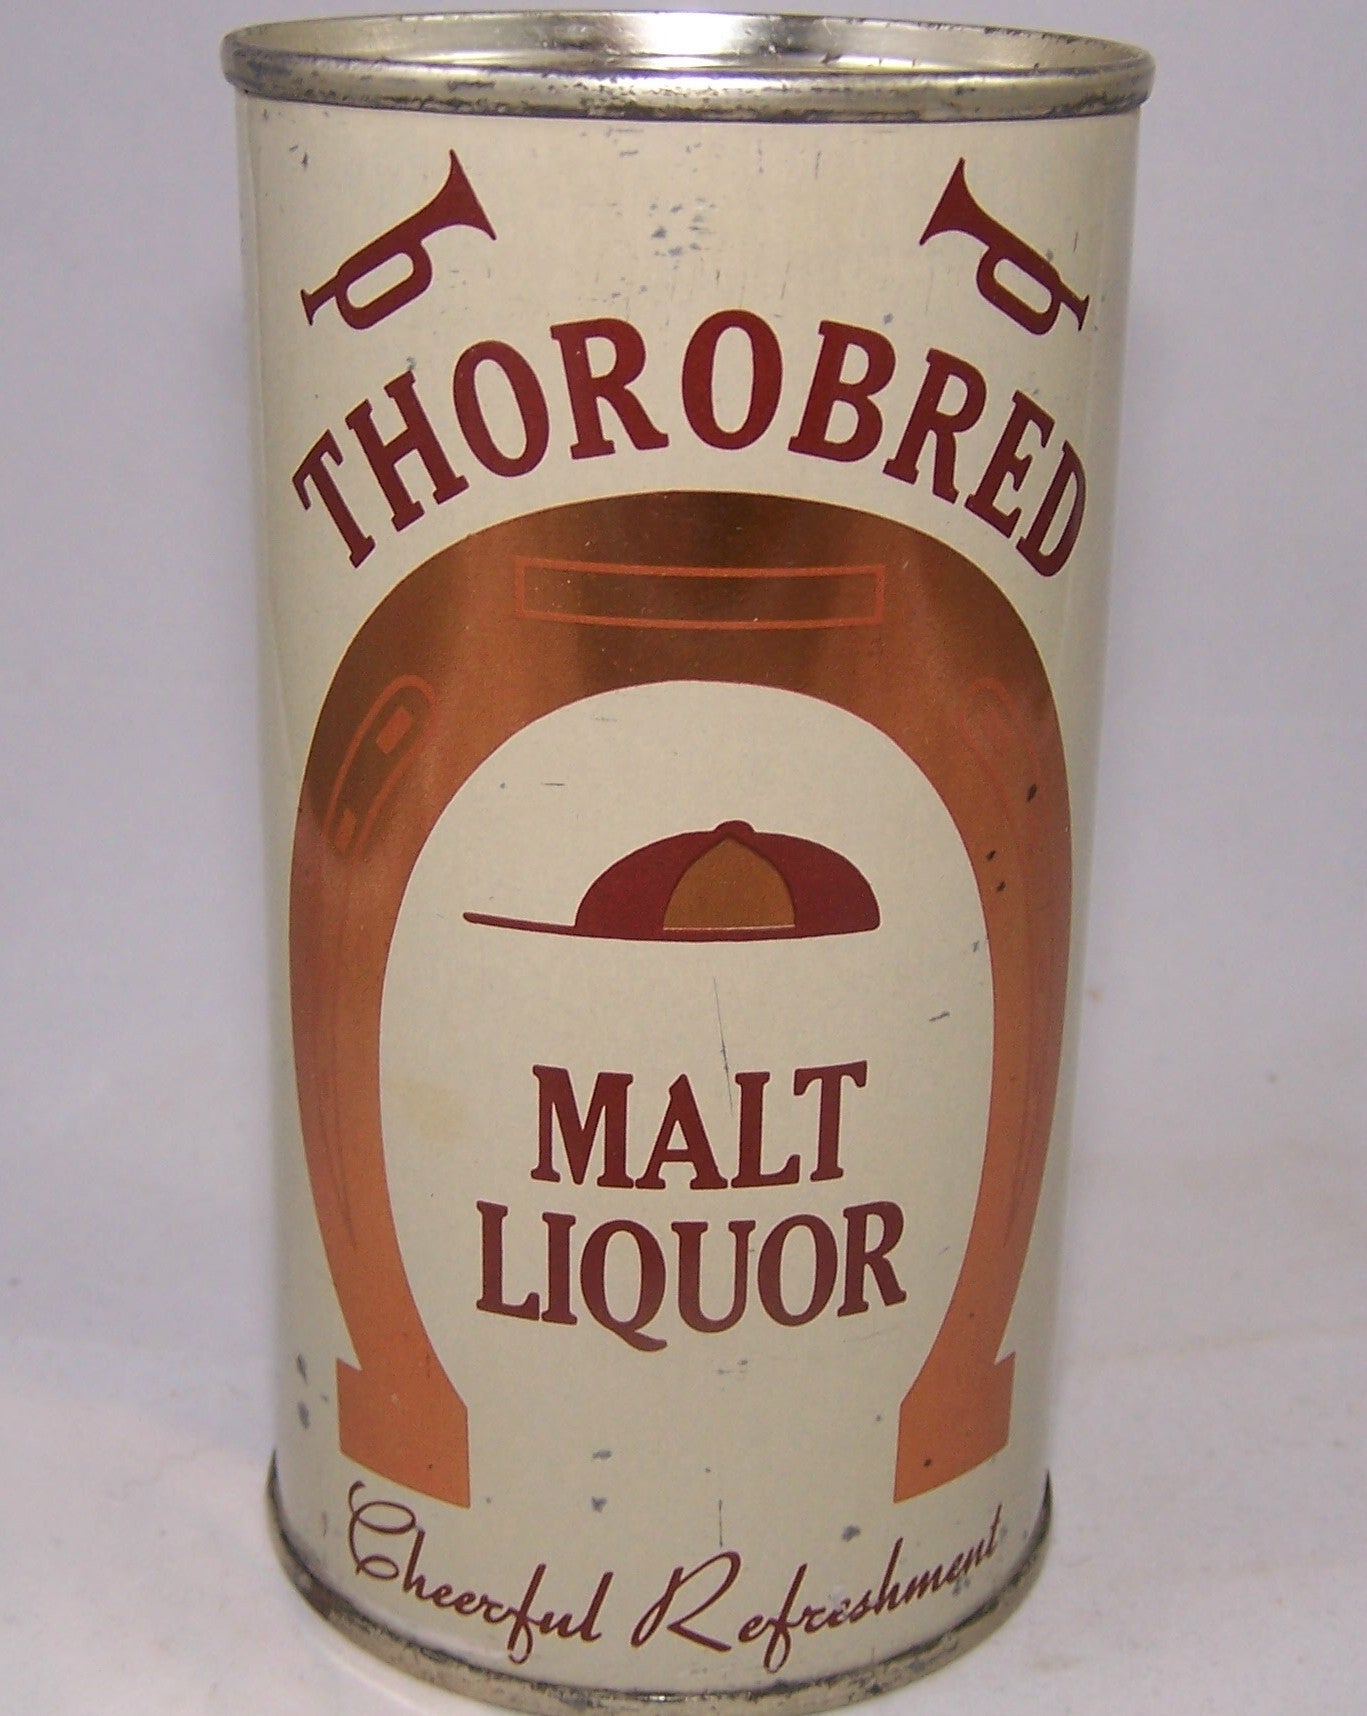 THOROBRED
MALT
LIQUOR
Cheerful Refreshment